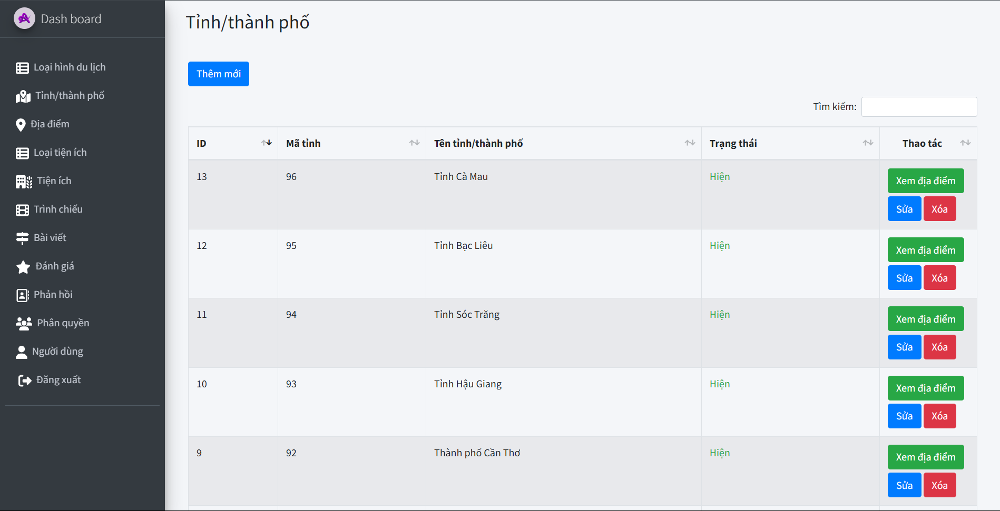 Dash board
Loại hình du lịch
Tỉnh/thành phố
Địa điểm
Loại tiện ích
Tiện ích
Trình chiếu
Bài viết
Đánh giá
Phản hồi
Phân quyền
Người dùng
Đăng xuất
Tỉnh/thành phố
Thêm mới
Tìm kiếm:
ID Mã tỉnh Tên tỉnh/thành phố Trạng thái Thao tác
13 96 Tỉnh Cà Mau Hiện Xem địa điểm
Sửa Xóa
12 95 Tỉnh Bạc Liêu Hiện Xem địa điểm
Sửa Xóa
11 94 Tỉnh Sóc Trăng Hiện Xem địa điểm
Sửa Xóa
10 93 Tỉnh Hậu Giang Hiện Xem địa điểm
Sửa Xóa
9 92 Thành phố Cần Thơ Hiện Xem địa điểm
Sửa Xóa